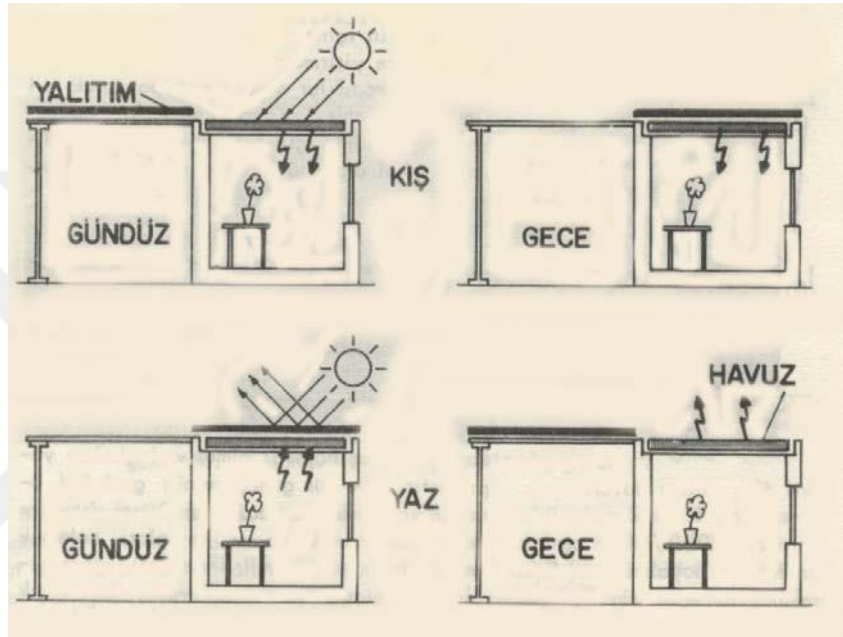 YALITIM
KIŞ
GÜNDÜZ
GECE
HAVUZ
YAZ
GÜNDÜZ
GECE